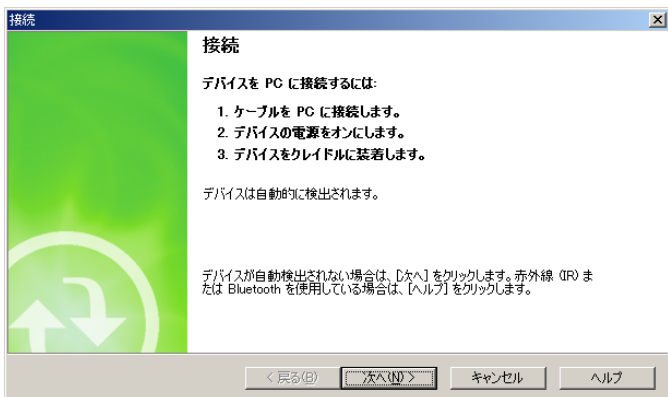 接続
接続
デバイスを PC に接続するには:
1. ケーブルを PC に接続します。
2. デバイスの電源をオンにします。
3. デバイスをクレイドルに装着します。
デバイスは自動的に検出されます。
デバイスが自動検出されない場合は、[次へ] をクリックします。赤外線 (IR) ま
たは Bluetooth を使用している場合は、[ヘルプ] をクリックします。
< 戻る(B) 次へ(N) > キャンセル ヘルプ